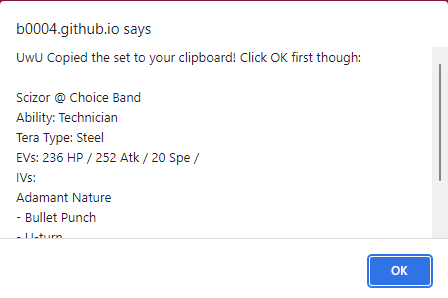 b0004.github.io says
UwU Copied the set to your clipboard! Click OK first though:
Scizor @ Choice Band
Ability: Technician
Tera Type: Steel
EVs: 236 HP / 252 Atk / 20 Spe /
IVs:
Adamant Nature
- Bullet Punch
- U-turn
OK